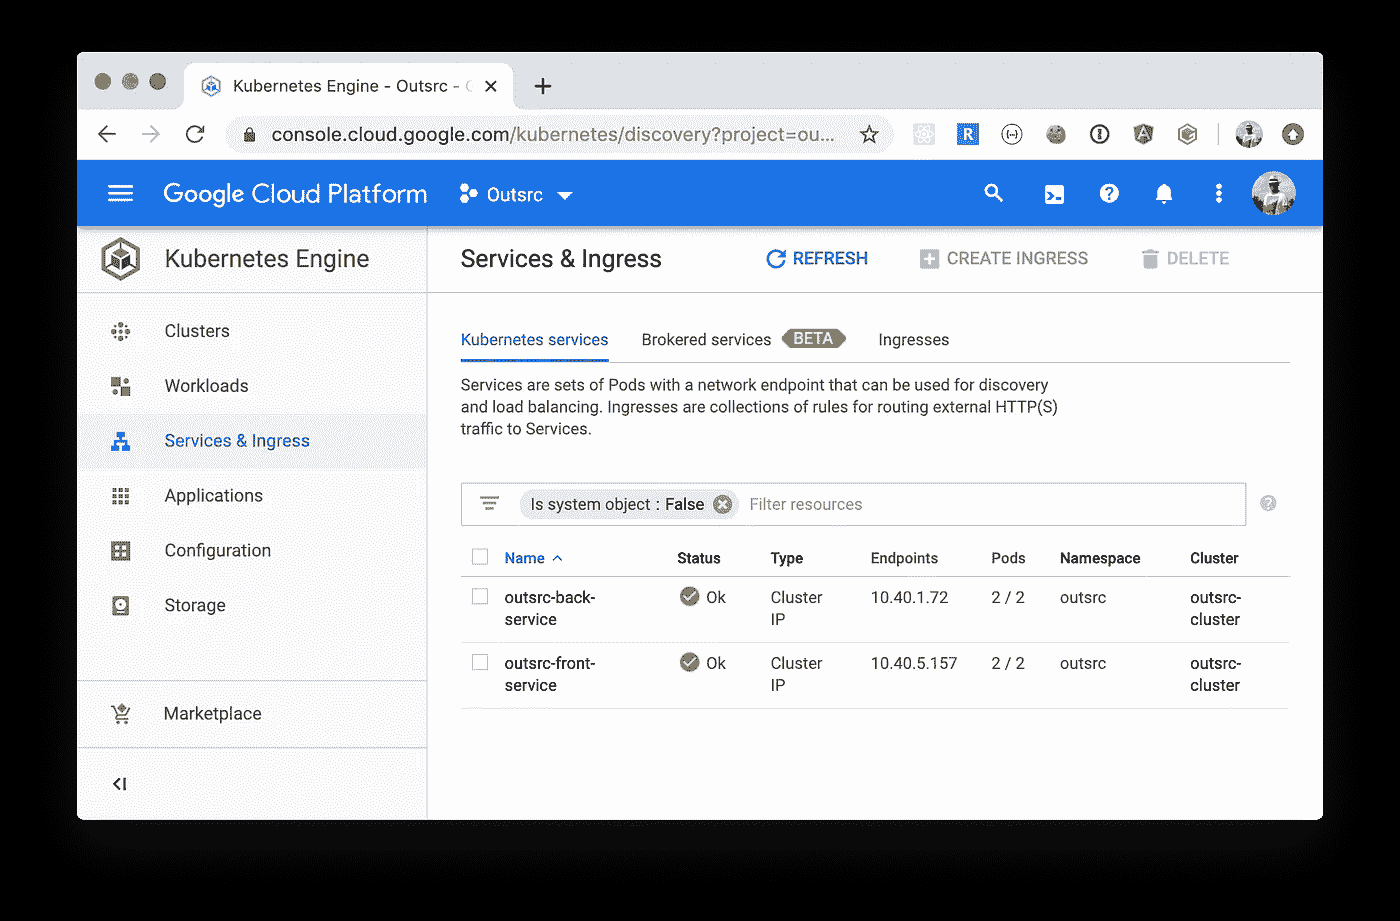 Kubernetes Engine - Outsrc -
console.cloud.google.com/kubernetes/discovery?project=ou...
R
Google Cloud Platform
Outsrc
Kubernetes Engine
Services & Ingress
REFRESH
CREATE INGRESS
DELETE
Clusters
Workloads
Services & Ingress
Applications
Configuration
Storage
Marketplace
Kubernetes services
Brokered services
BETA
Ingresses
Services are sets of Pods with a network endpoint that can be used for discovery
and load balancing. Ingresses are collections of rules for routing external HTTP(S)
traffic to Services.
Is system object : False
Filter resources
Name Status Type Endpoints Pods Namespace Cluster
outsrc-back- Ok Cluster 10.40.1.72 2 / 2 outsrc outsrc-
service IP cluster
outsrc-front- Ok Cluster 10.40.5.157 2 / 2 outsrc outsrc-
service IP cluster